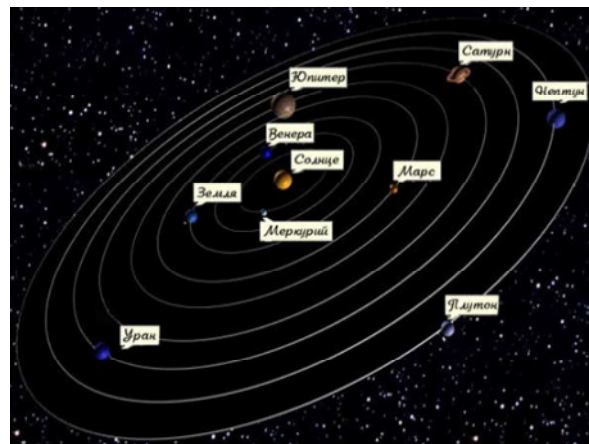 Сатурн
Юпитер
Нептун
Венера
Солнце
Марс
Земля
Меркурий
Плутон
Уран